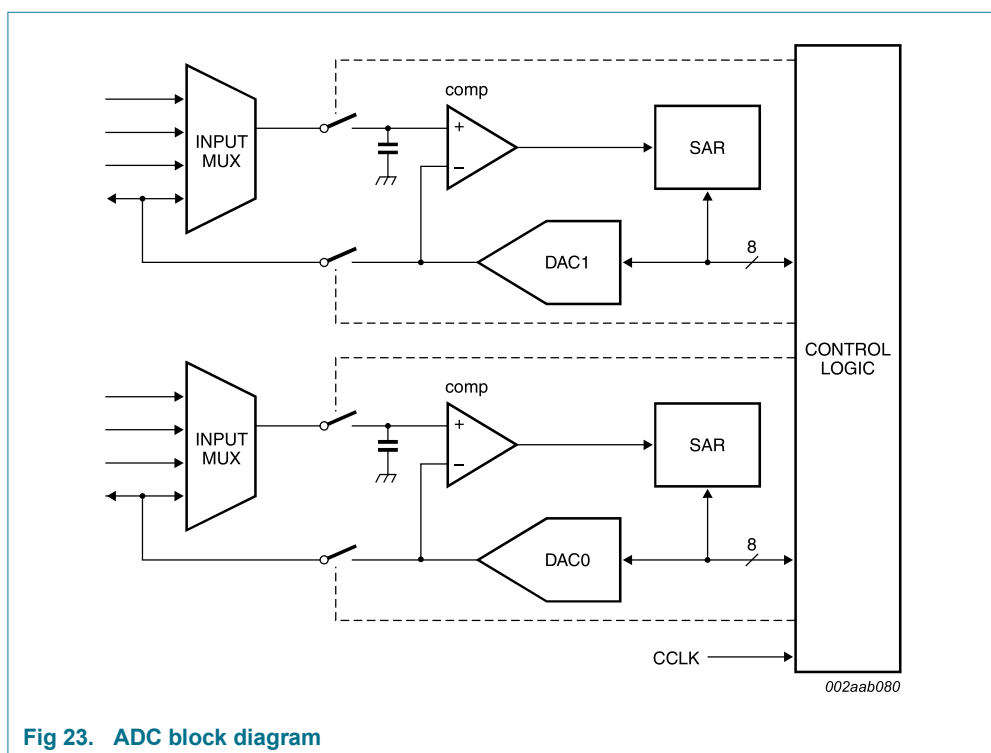 comp
INPUT
MUX
+
−
SAR
DAC1
8
CONTROL
LOGIC
comp
INPUT
MUX
+
−
SAR
DAC0
8
CCLK
002aab080
Fig 23. ADC block diagram